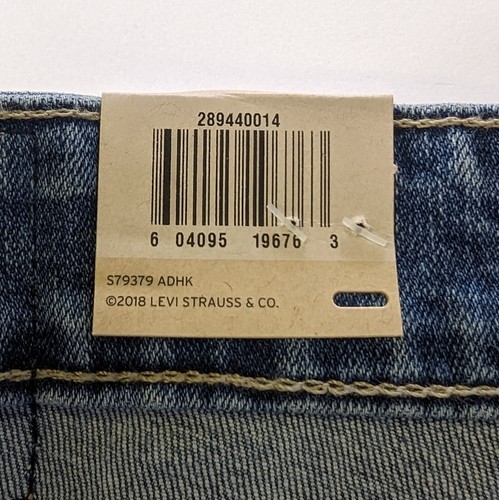 289440014
6 04095 19676 3
S79379 ADHK
©2018 LEVI STRAUSS & CO.